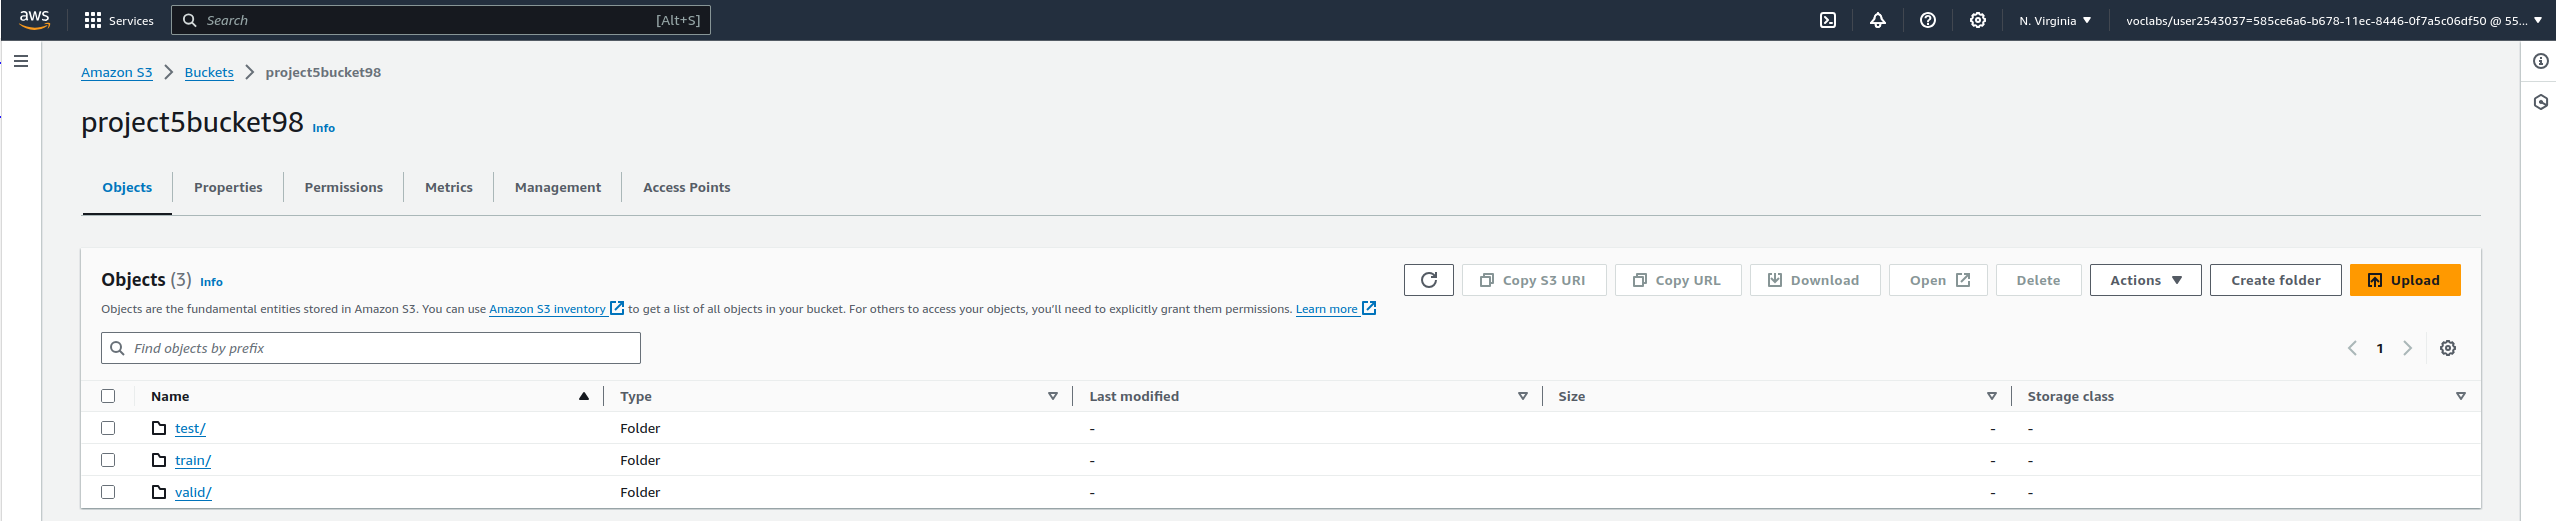 aws Services Search [Alt+S] N. Virginia voclabs/user2543037=585ce6a6-b678-11ec-8446-0f7a5c06df50 @ 55...
Amazon S3 Buckets project5bucket98
project5bucket98 Info
Objects Properties Permissions Metrics Management Access Points
Objects (3) Info Copy S3 URI Copy URL Download Open Delete Actions Create folder Upload
Objects are the fundamental entities stored in Amazon S3. You can use Amazon S3 inventory to get a list of all objects in your bucket. For others to access your objects, you'll need to explicitly grant them permissions. Learn more
Find objects by prefix 1
Name Type Last modified Size Storage class
test/ Folder - - -
train/ Folder - - -
valid/ Folder - - -